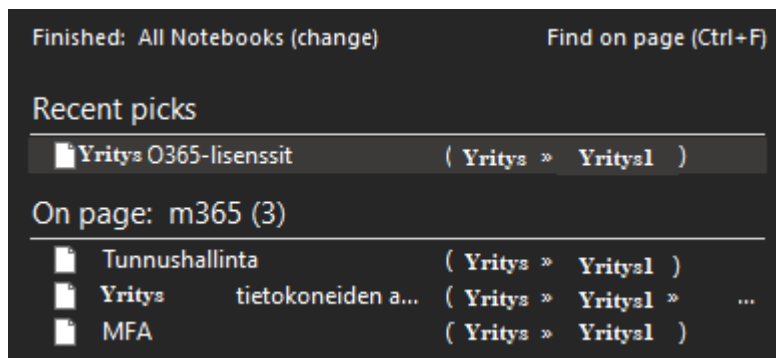 Finished: All Notebooks (change) Find on page (Ctrl+F)
Recent picks
Yritys O365-lisenssit ( Yritys » Yritys1 )
On page: m365 (3)
Tunnushallinta ( Yritys » Yritys1 )
Yritys tietokoneiden a... ( Yritys » Yritys1 » ...
MFA ( Yritys » Yritys1 )